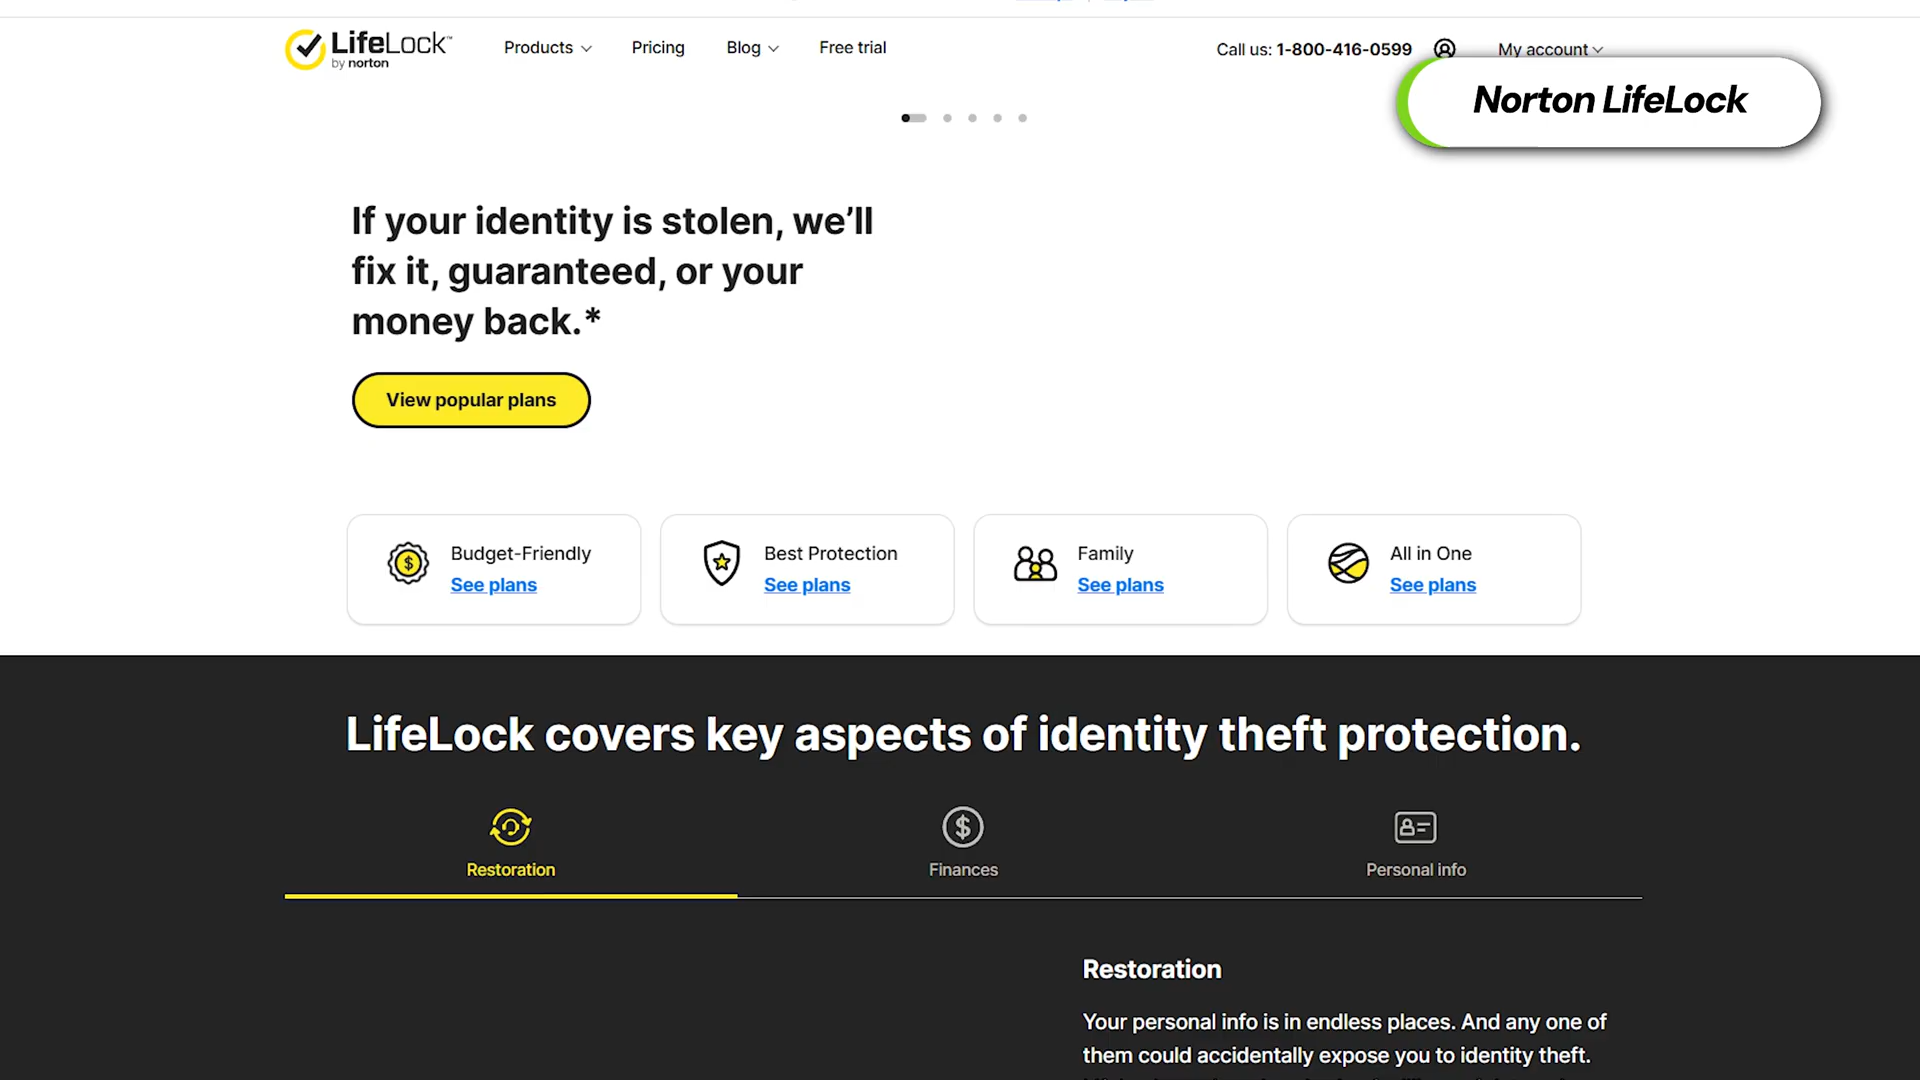 LifeLock™
by norton
Products
Pricing
Blog
Free trial
Call us: 1-800-416-0599
My account
Norton LifeLock
If your identity is stolen, we’ll
fix it, guaranteed, or your
money back.*
View popular plans
Budget-Friendly
See plans
Best Protection
See plans
Family
See plans
All in One
See plans
LifeLock covers key aspects of identity theft protection.
Restoration
Finances
Personal info
Restoration
Your personal info is in endless places. And any one of
them could accidentally expose you to identity theft.